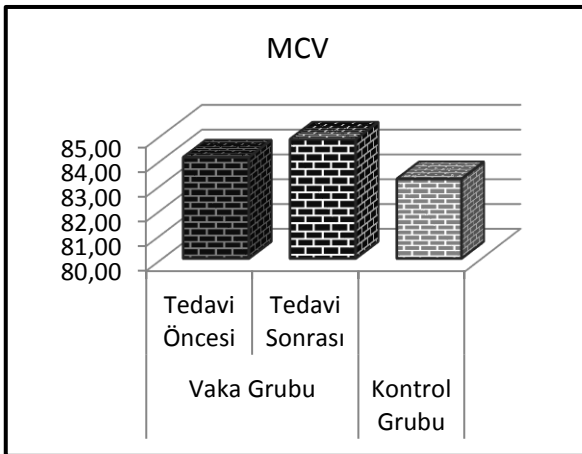 MCV
85,00
84,00
83,00
82,00
81,00
80,00
Tedavi Öncesi
Tedavi Sonrası
Vaka Grubu
Kontrol Grubu